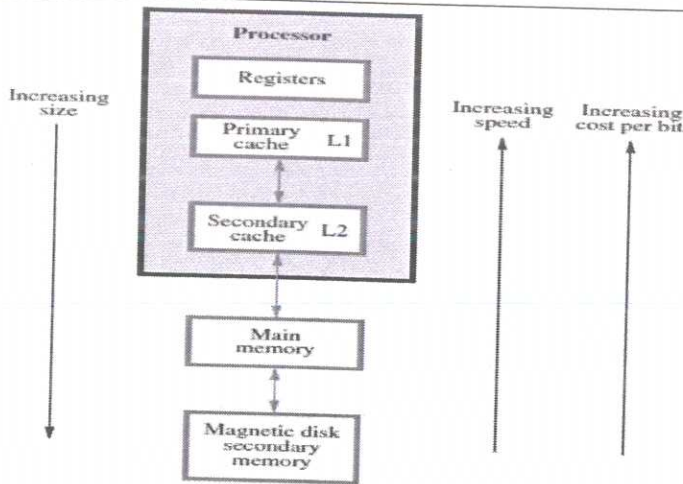 Processor
Registers
Increasing
size
Primary
cache L1
Increasing
speed
Increasing
cost per bit
Secondary
cache L2
Main
memory
Magnetic disk
secondary
memory